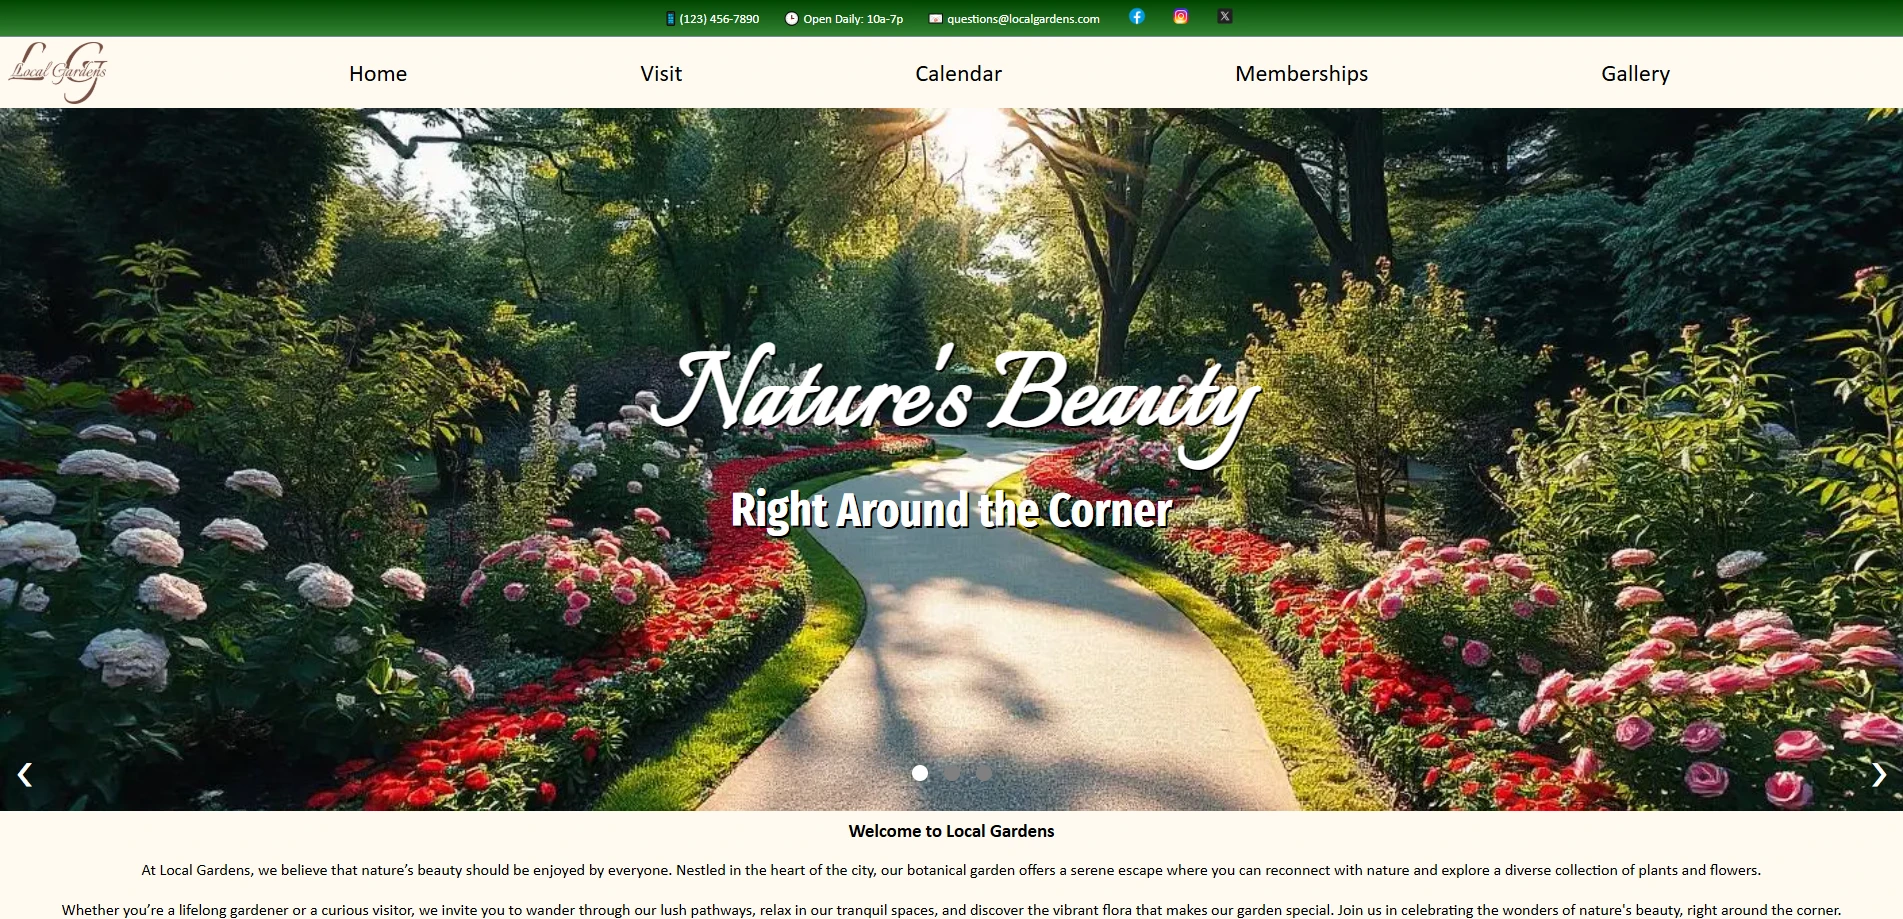 (123) 456-7890 Open Daily: 10a-7p questions@localgardens.com
LG
Local Gardens
Home Visit Calendar Memberships Gallery
Nature's Beauty
Right Around the Corner
Welcome to Local Gardens
At Local Gardens, we believe that nature’s beauty should be enjoyed by everyone. Nestled in the heart of the city, our botanical garden offers a serene escape where you can reconnect with nature and explore a diverse collection of plants and flowers.
Whether you’re a lifelong gardener or a curious visitor, we invite you to wander through our lush pathways, relax in our tranquil spaces, and discover the vibrant flora that makes our garden special. Join us in celebrating the wonders of nature's beauty, right around the corner.